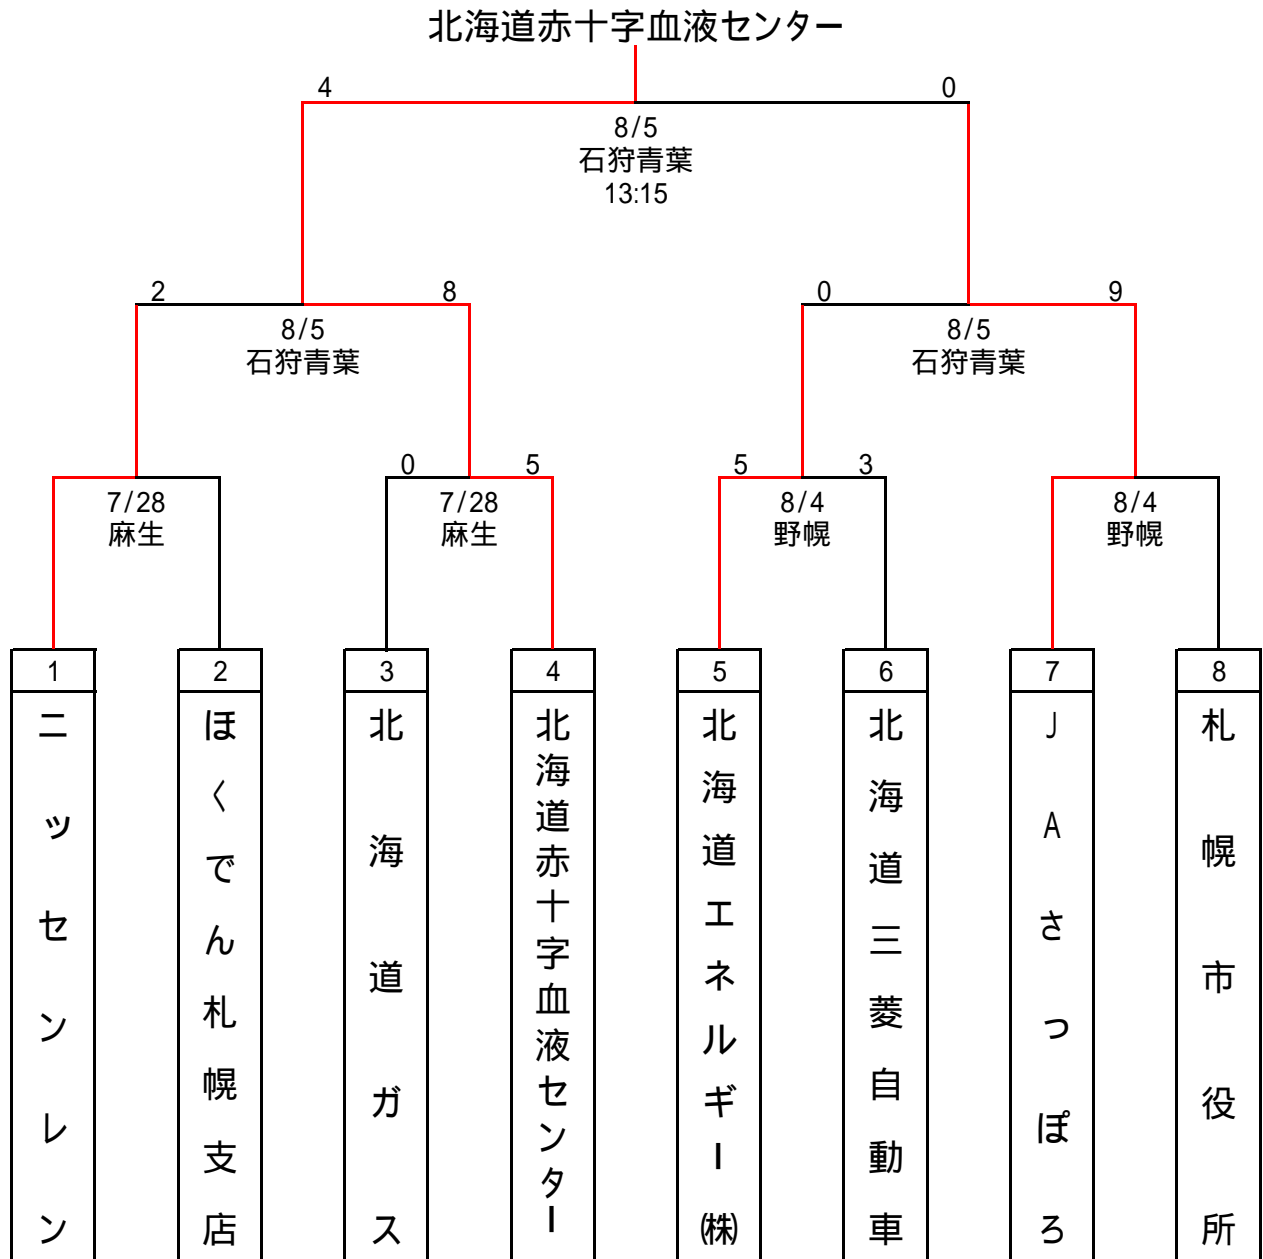 北海道赤十字血液センター
4
0
8/5
石狩青葉
13:15
2
8
0
9
8/5
石狩青葉
8/5
石狩青葉
0
5
5
3
7/28
麻生
7/28
麻生
8/4
野幌
8/4
野幌
1
2
3
4
5
6
7
8
ニッセンレン
ほくでん札幌支店
北海道ガス
北海道赤十字血液センター
北海道エネルギー㈱
北海道三菱自動車
JAさっぽろ
札幌市役所